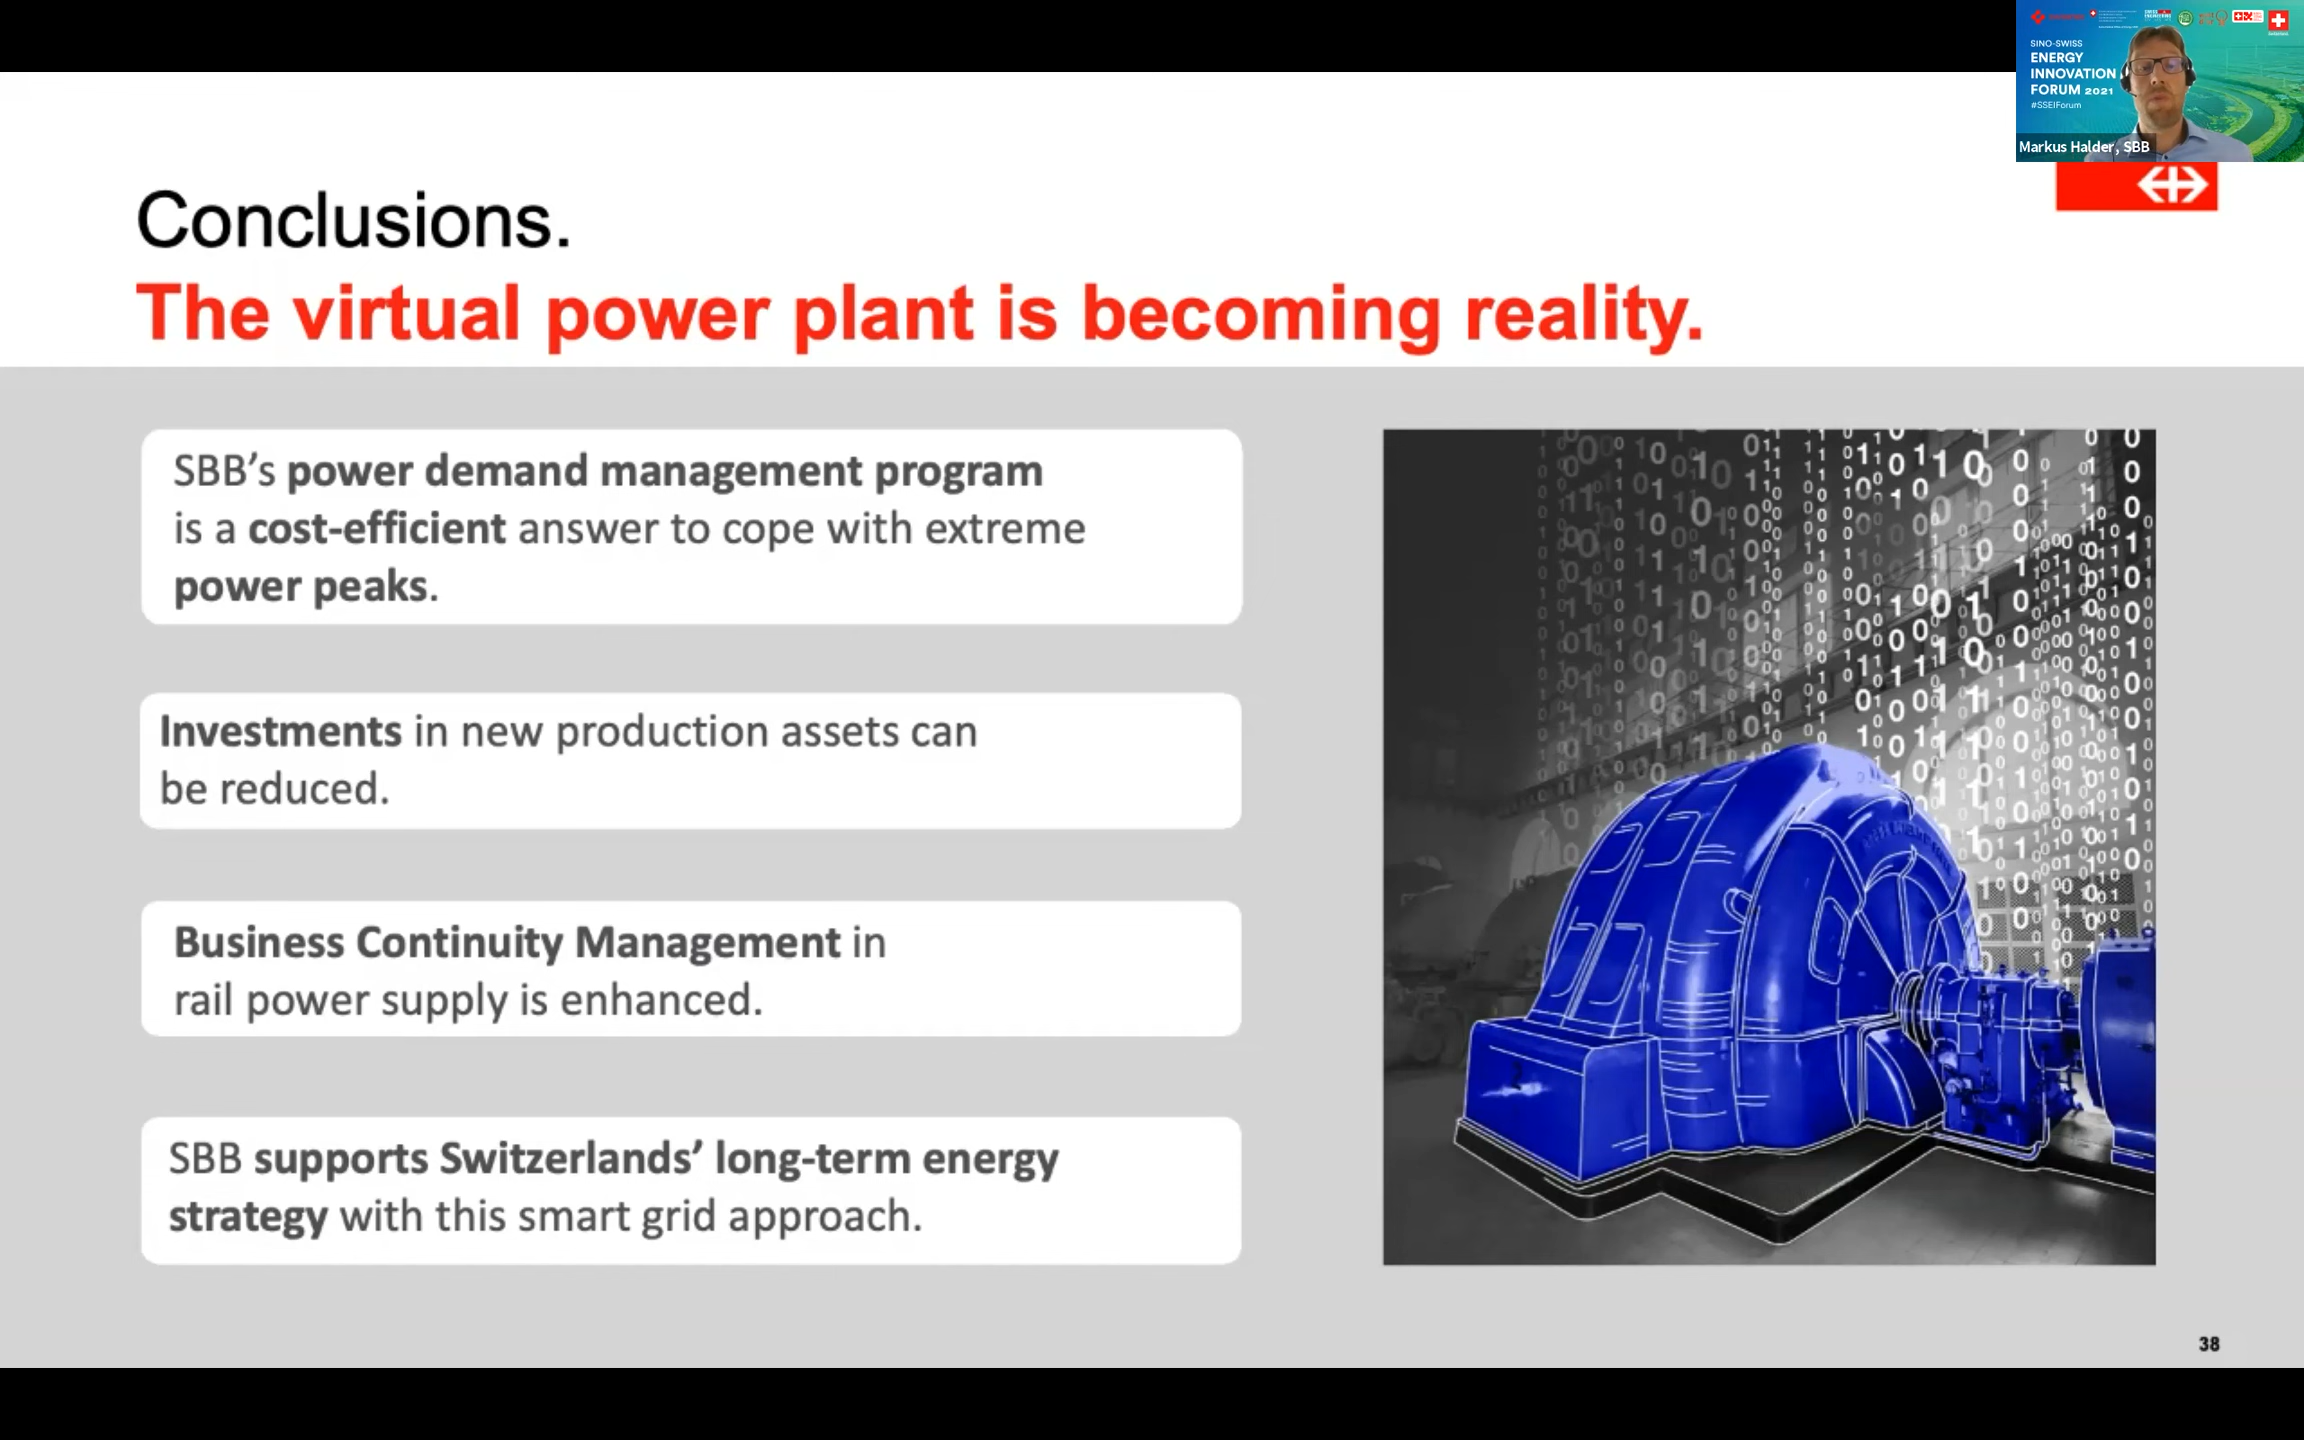 SINO-SWISS
ENERGY
INNOVATION
FORUM 2021
#SSEIForum
Markus Halder, SBB
Conclusions.
The virtual power plant is becoming reality.
SBB’s power demand management program
is a cost-efficient answer to cope with extreme
power peaks.
Investments in new production assets can
be reduced.
Business Continuity Management in
rail power supply is enhanced.
SBB supports Switzerlands’ long-term energy
strategy with this smart grid approach.
38